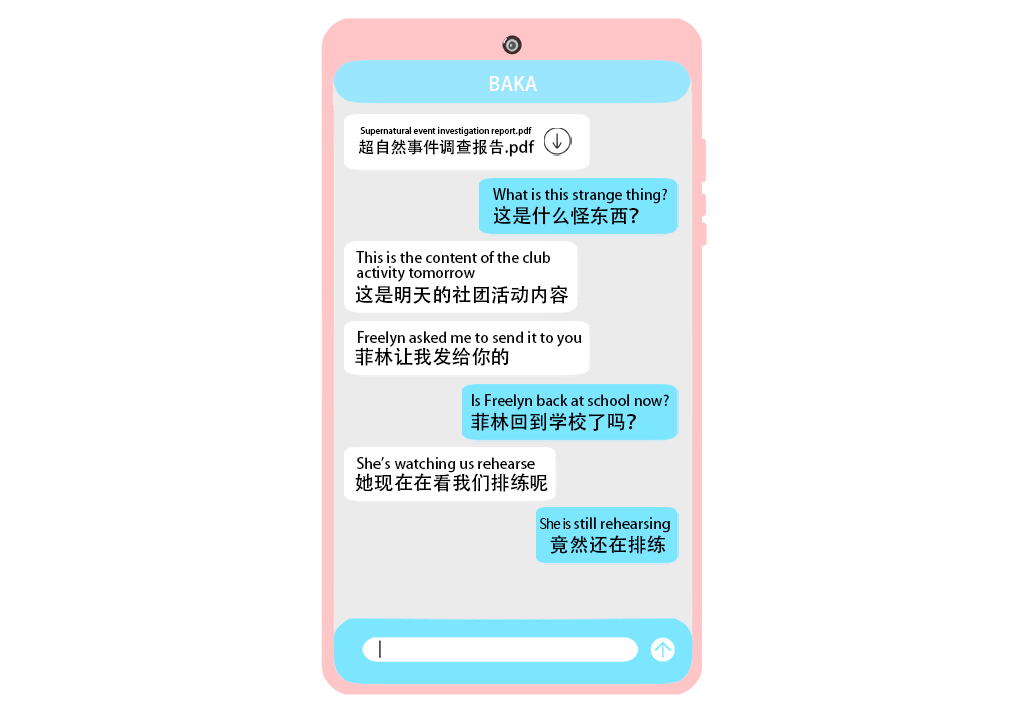 BAKA
Supernatural event investigation report.pdf
超自然事件调查报告.pdf
What is this strange thing?
这是什么怪东西?
This is the content of the club
activity tomorrow
这是明天的社团活动内容
Freelyn asked me to send it to you
菲林让我发给你的
Is Freelyn back at school now?
菲林回到学校了吗?
She's watching us rehearse
她现在在看我们排练呢
She is still rehearsing
竟然还在排练